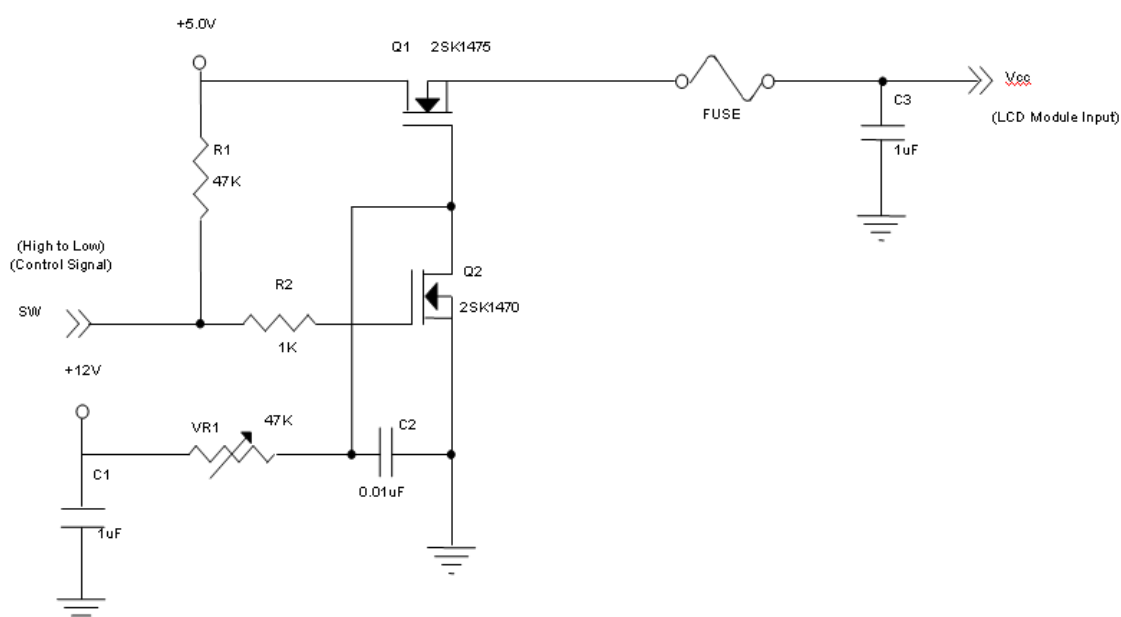 +5.0V
Q1 2SK1475
Vcc
FUSE
C3
(LCD Module Input)
1uF
R1
47K
(High to Low)
(Control Signal)
SW
R2
1K
Q2
2SK1470
+12V
VR1
47K
C2
0.01uF
C1
1uF